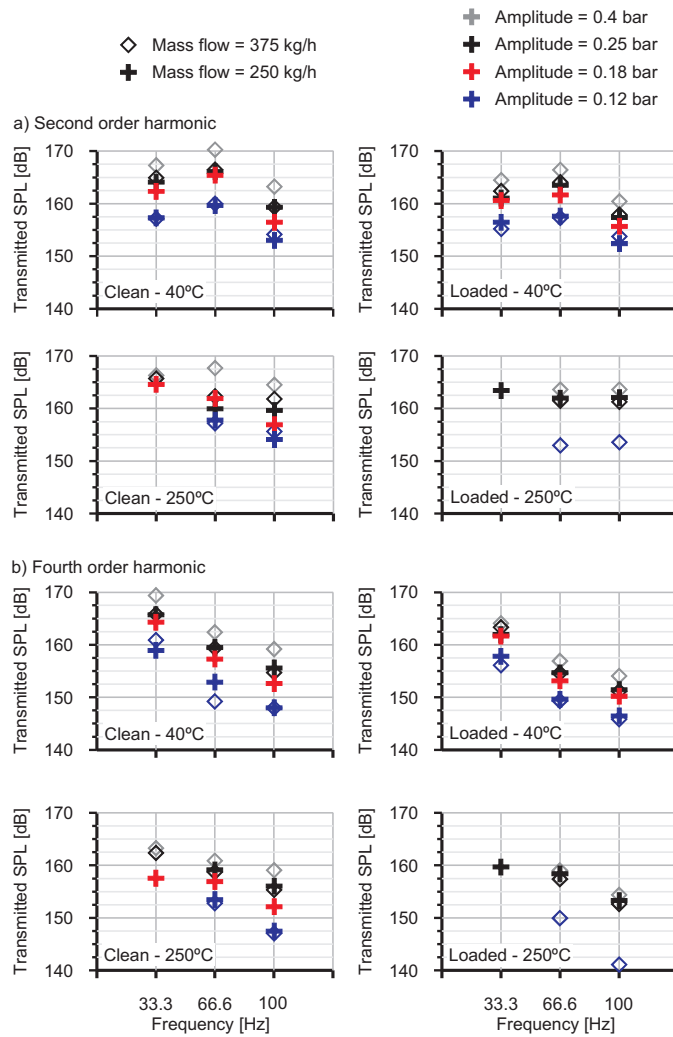 Mass flow = 375 kg/h
Mass flow = 250 kg/h
Amplitude = 0.4 bar
Amplitude = 0.25 bar
Amplitude = 0.18 bar
Amplitude = 0.12 bar
a) Second order harmonic
Transmitted SPL [dB]
170
160
150
140
Clean - 40ºC
Transmitted SPL [dB]
170
160
150
140
Loaded - 40ºC
Transmitted SPL [dB]
170
160
150
140
Clean - 250ºC
Transmitted SPL [dB]
170
160
150
140
Loaded - 250ºC
b) Fourth order harmonic
Transmitted SPL [dB]
170
160
150
140
Clean - 40ºC
Transmitted SPL [dB]
170
160
150
140
Loaded - 40ºC
Transmitted SPL [dB]
170
160
150
140
Clean - 250ºC
33.3 66.6 100
Frequency [Hz]
Transmitted SPL [dB]
170
160
150
140
Loaded - 250ºC
33.3 66.6 100
Frequency [Hz]